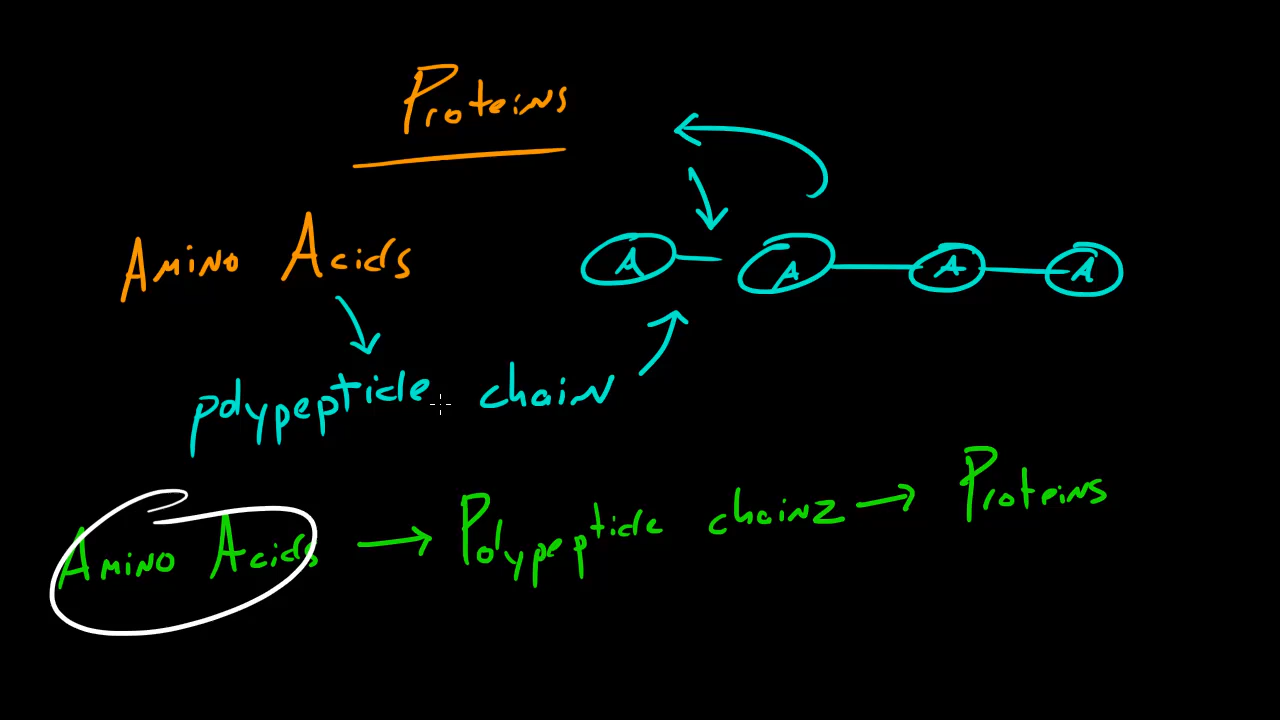 Proteins
Amino Acids
A A A A
polypeptide chain
Amino Acids → Polypeptide chainz → Proteins